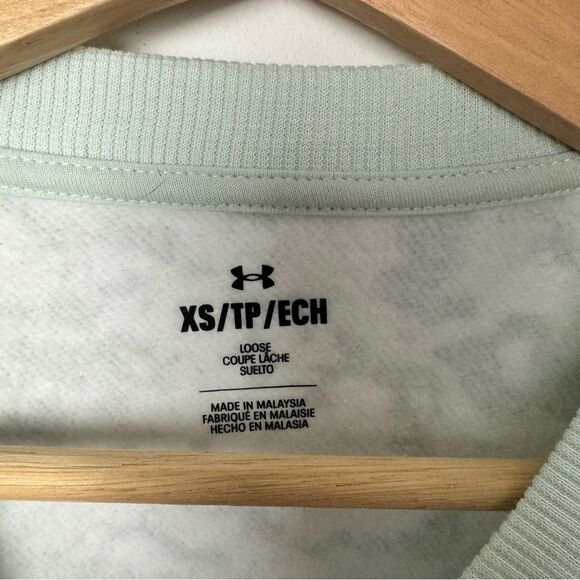 XS/TP/ECH
LOOSE
COUPE LÂCHE
SUELTO
MADE IN MALAYSIA
FABRIQUÉ EN MALAISIE
HECHO EN MALASIA